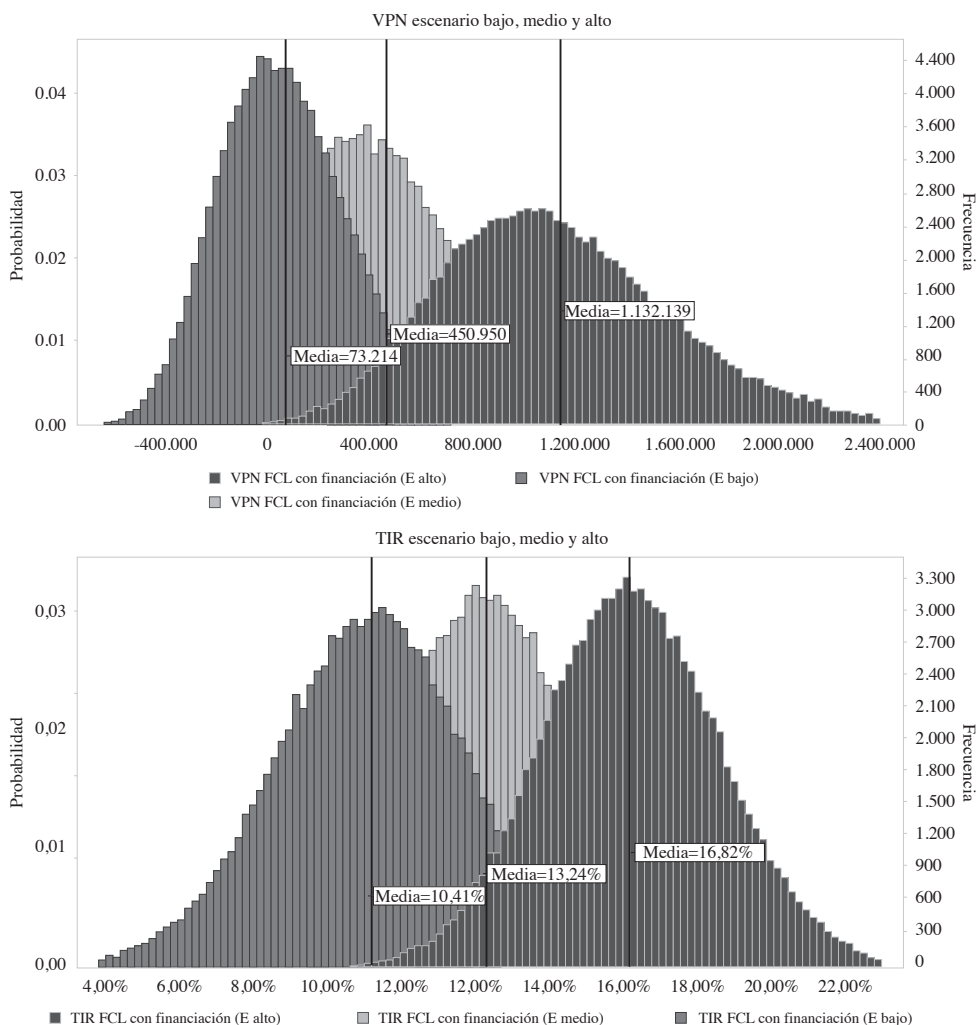 VPN escenario bajo, medio y alto
Probabilidad
0.04
0.03
0.02
0.01
0.00
4.400
4.000
3.600
3.200
2.800
2.400
2.000
1.600
1.200
800
400
0
Frecuencia
Media=1.132.139
Media=450.950
Media=73.214
-400.000 0 400.000 800.000 1.200.000 1.600.000 2.000.000 2.400.000
VPN FCL con financiación (E alto) VPN FCL con financiación (E bajo)
VPN FCL con financiación (E medio)
TIR escenario bajo, medio y alto
Probabilidad
0,03
0,02
0,01
0,00
3.300
3.000
2.700
2.400
2.100
2.000
1.800
1.500
1.200
900
600
300
0
Frecuencia
Media=16,82%
Media=13,24%
Media=10,41%
4,00% 6,00% 8,00% 10,00% 12,00% 12,00% 14,00% 16,00% 18,00% 20,00% 22,00%
TIR FCL con financiación (E alto) TIR FCL con financiación (E medio) TIR FCL con financiación (E bajo)